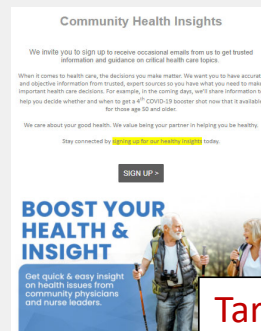 Community Health Insights
We invite you to sign up to receive occasional emails from us to get trusted
information and guidance on critical health care topics.
When it comes to health care, the decisions you make matter. We want you to have accurat
and objective information from trusted, expert sources so you have what you need to make
important health care decisions. For example, in the coming days, we'll share information t
help you decide whether and when to get a 4th COVID-19 booster shot now that it availabl
for those age 50 and older.
We care about your good health. We value being your partner in helping you be healthy.
Stay connected by signing up for our healthy insights today.
SIGN UP >
BOOST YOUR
HEALTH &
INSIGHT
Get quick & easy insight
on health issues from
community physicians
and nurse leaders.
Tar